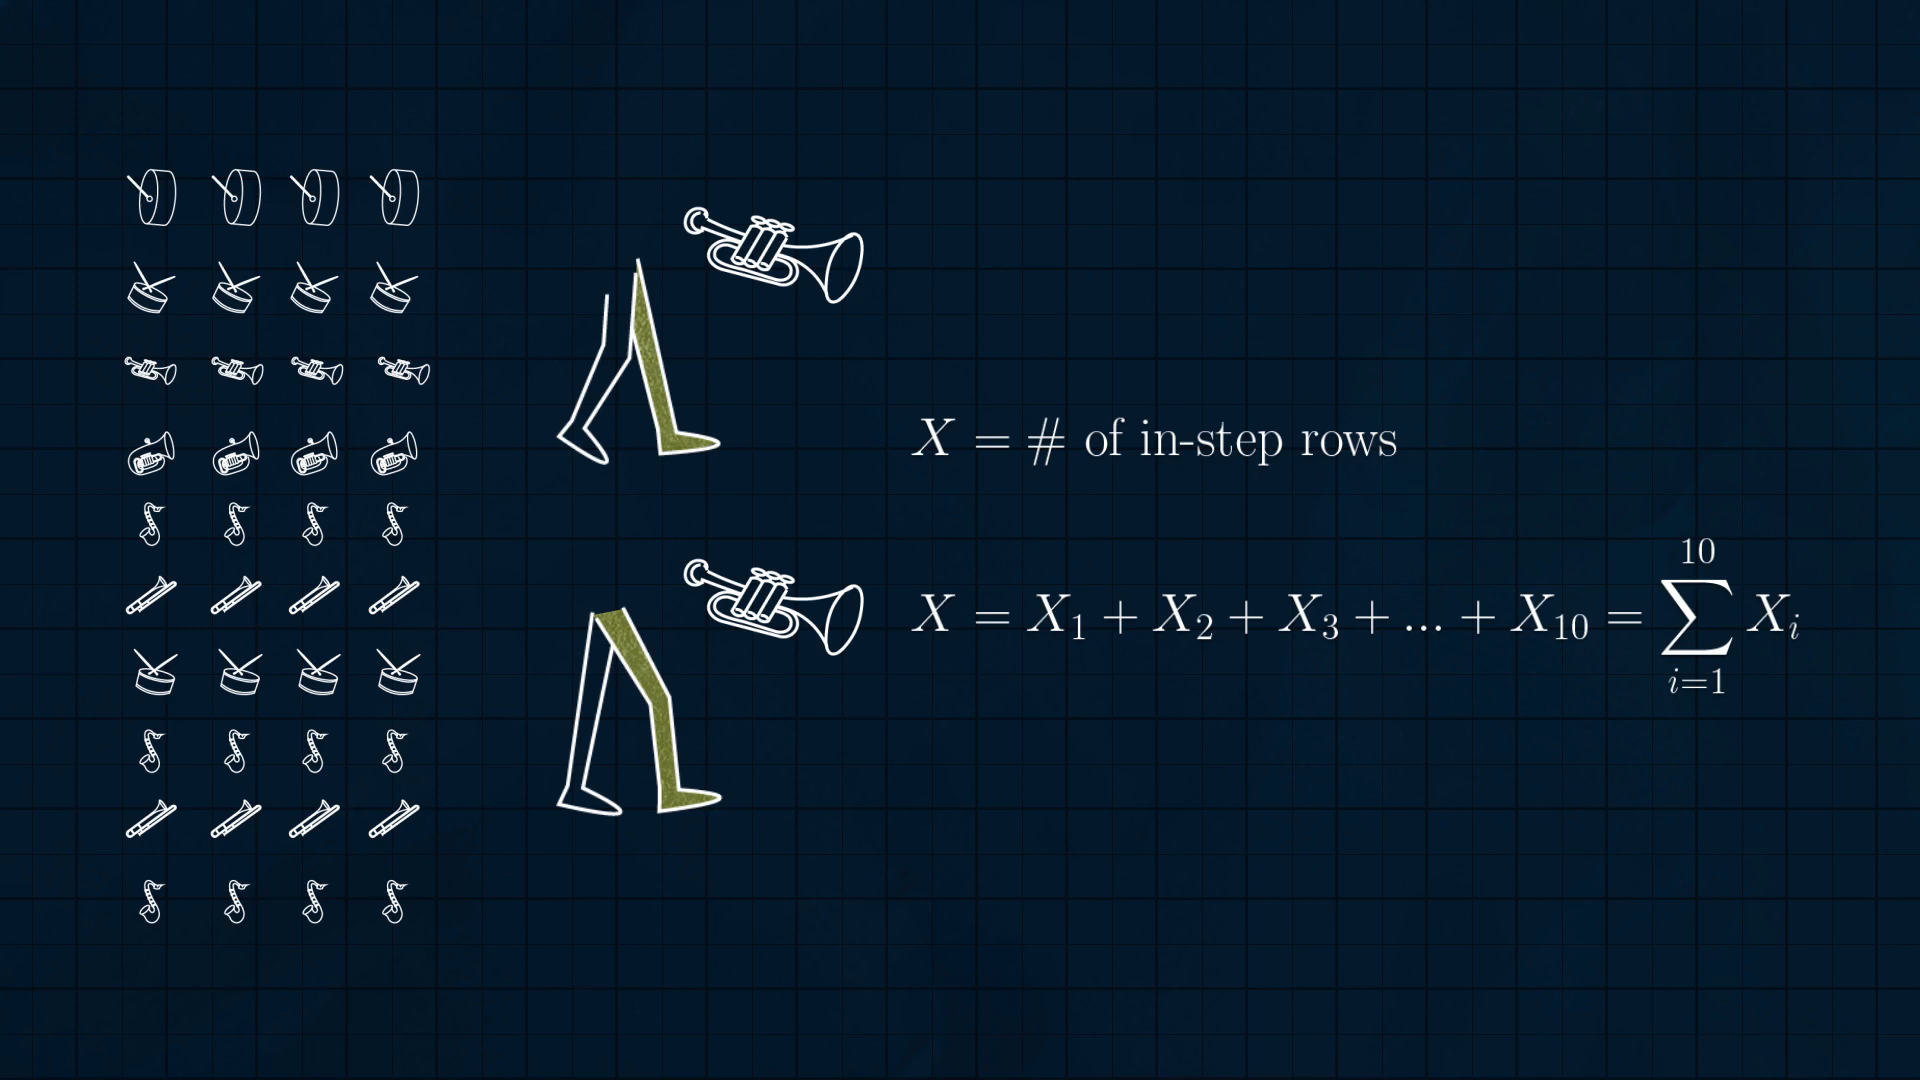 X = # of in-step rows
X = X₁ + X₂ + X₃ + ... + X₁₀ = ∑_{i=1}^{10} Xᵢ